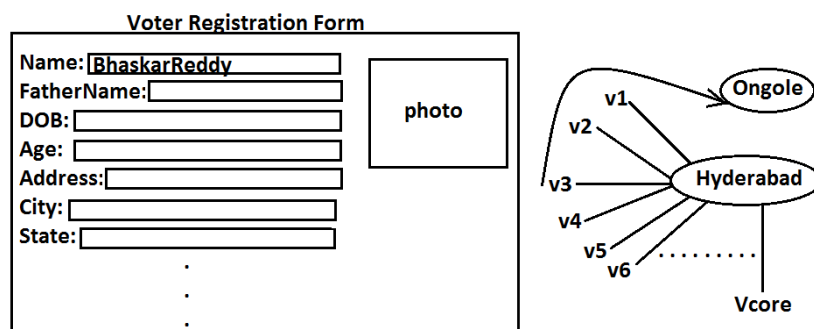 Voter Registration Form
Name: BhaskarReddy
FatherName:
DOB:
Age:
Address:
City:
State:
.
.
.
photo
Ongole
v1
v2
v3
Hyderabad
v4
v5
v6
.........
Vcore